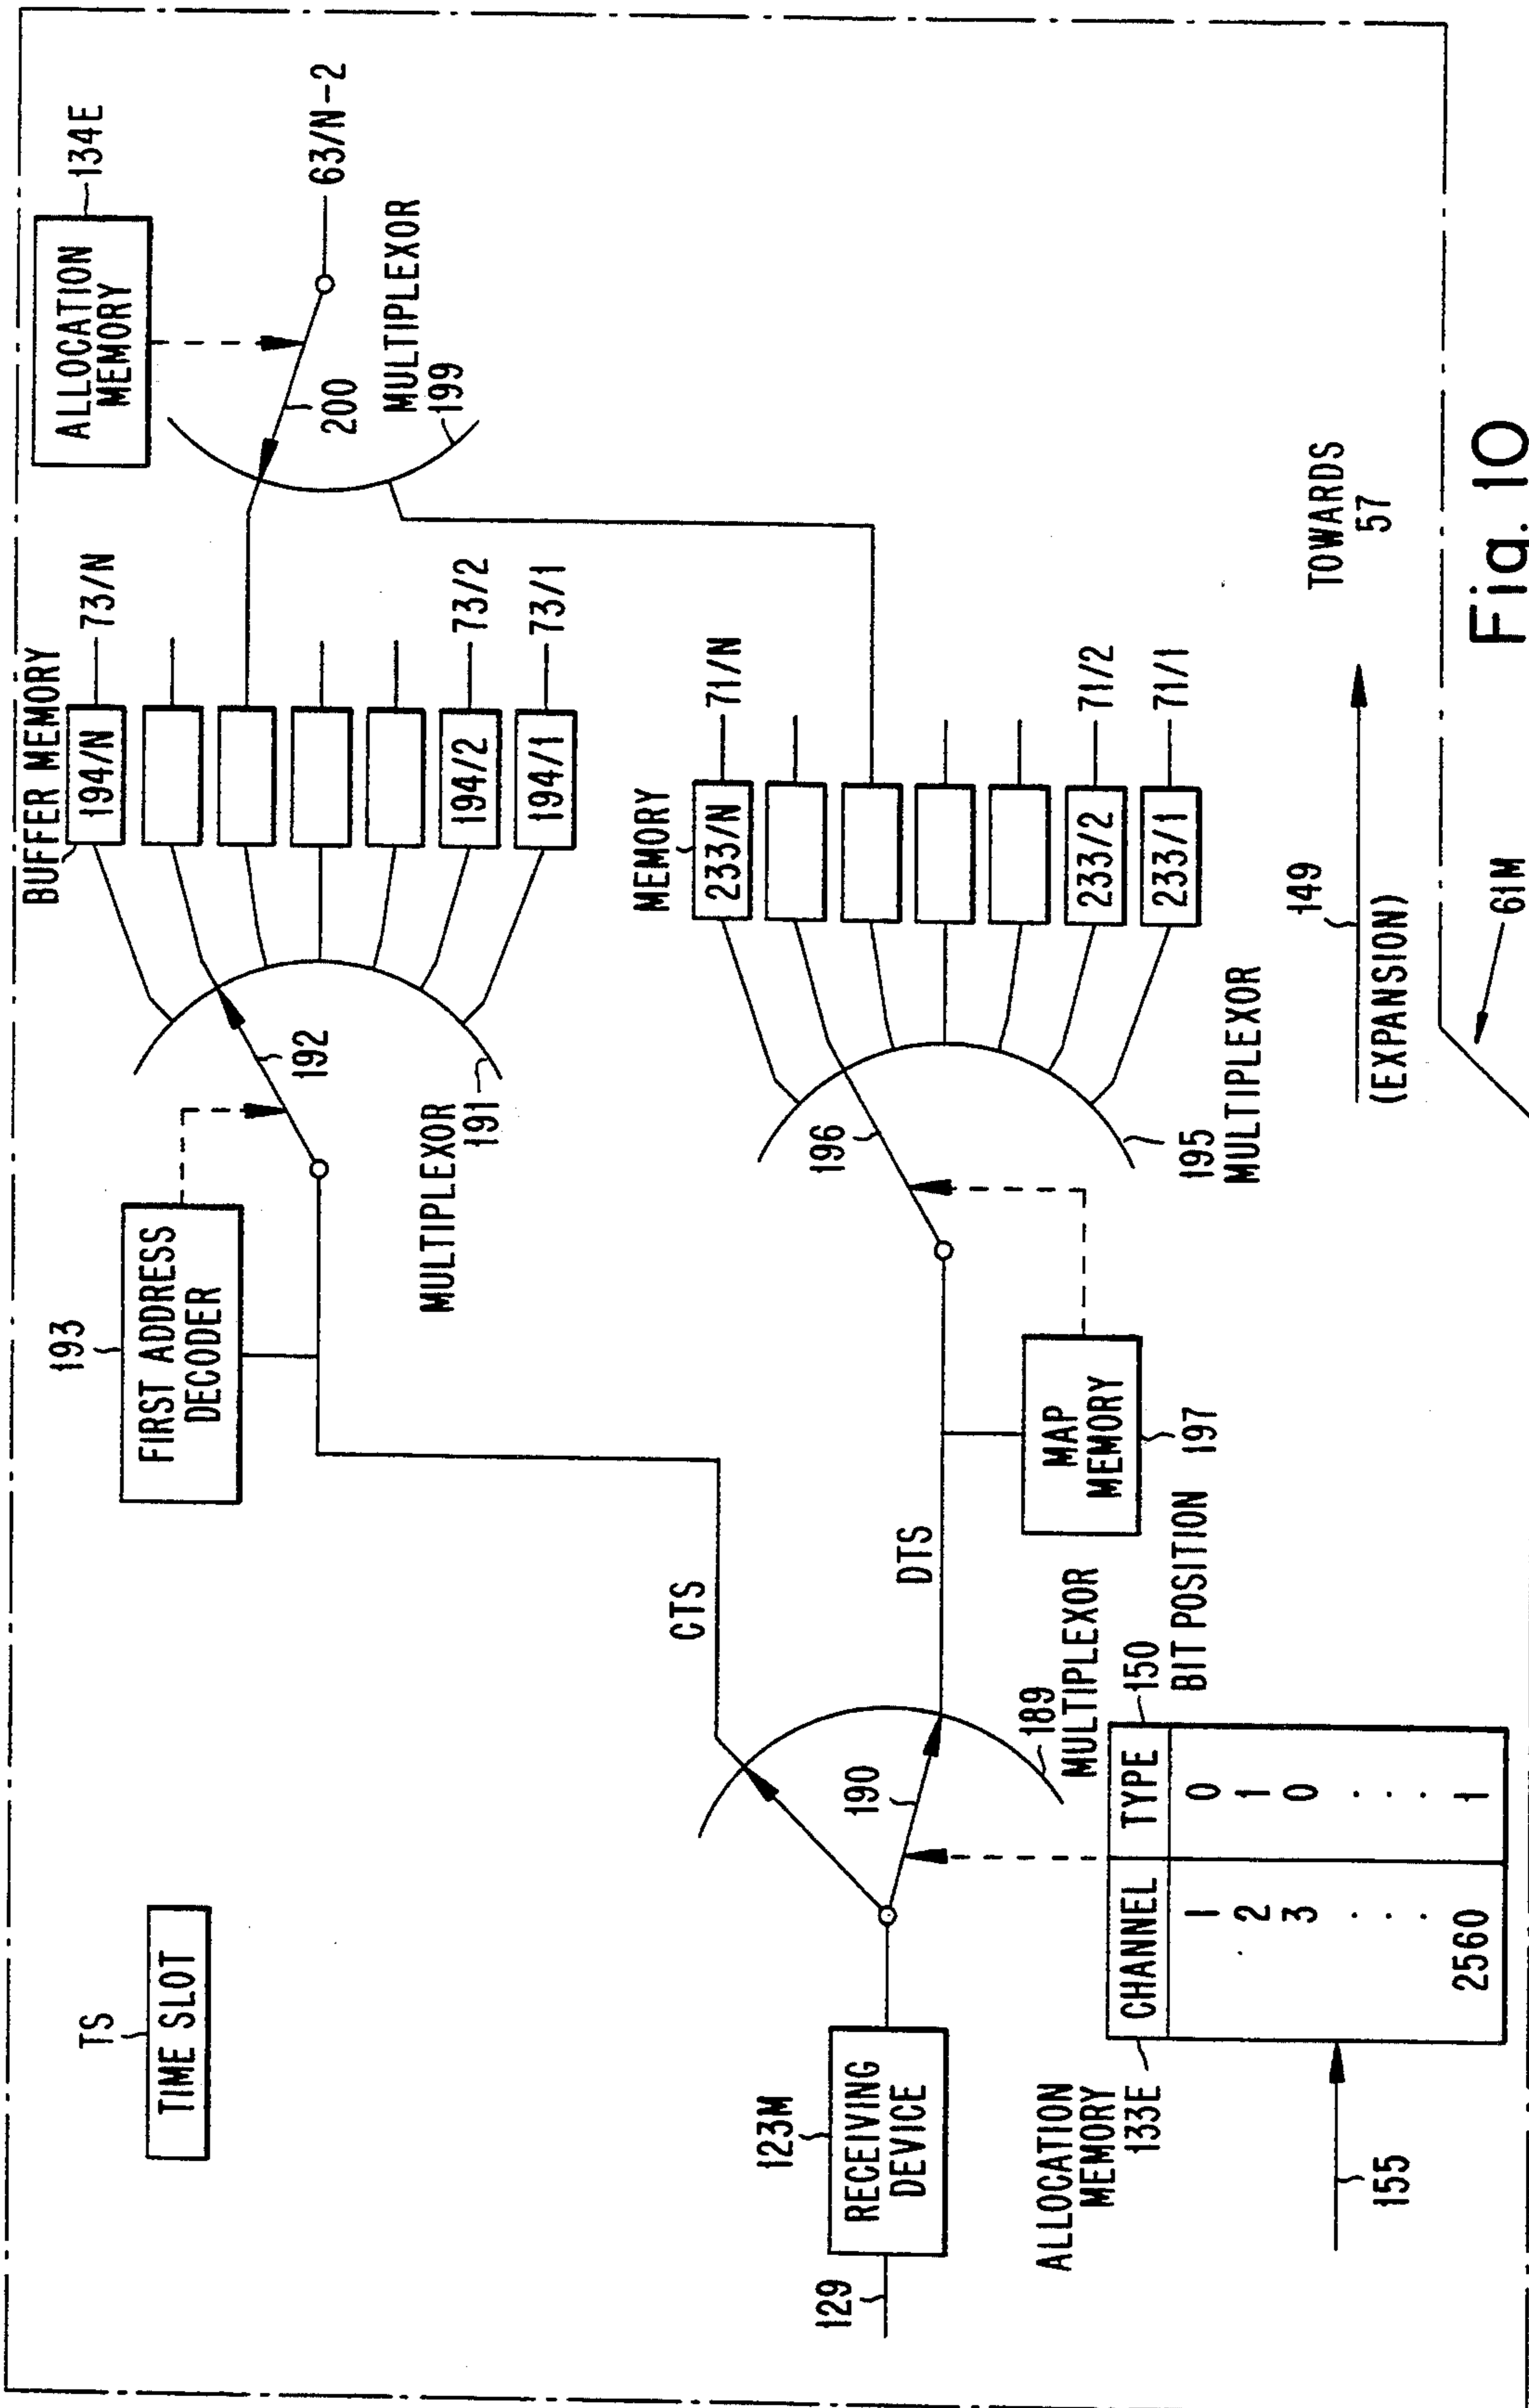 TS
TIME SLOT
193
FIRST ADDRESS
DECODER
192
MULTIPLEXOR
191
BUFFER MEMORY
194/N
73/N
194/2
73/2
194/1
73/1
ALLOCATION
MEMORY
134E
200
63/N-2
MULTIPLEXOR
199
CTS
DTS
129
123M
RECEIVING
DEVICE
190
189
MULTIPLEXOR
MAP
MEMORY
197
196
195
MULTIPLEXOR
MEMORY
233/N
71/N
233/2
71/2
233/1
71/1
ALLOCATION
MEMORY
133E
155
CHANNEL TYPE
1 0
2 1
3 0
. .
. .
. .
2560 1
150
BIT POSITION
149
(EXPANSION)
TOWARDS
57
61M
Fig. 10